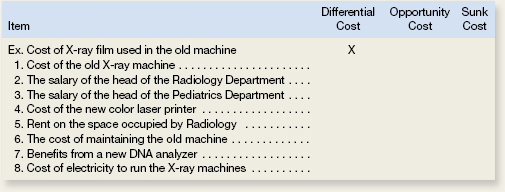 Differential Opportunity Sunk
Item Cost Cost Cost
Ex. Cost of X-ray film used in the old machine X
1. Cost of the old X-ray machine . . . . . . . . . . . . . . . . . . . . . .
2. The salary of the head of the Radiology Department . . . .
3. The salary of the head of the Pediatrics Department . . . .
4. Cost of the new color laser printer . . . . . . . . . . . . . . . . . .
5. Rent on the space occupied by Radiology . . . . . . . . . . .
6. The cost of maintaining the old machine . . . . . . . . . . . . .
7. Benefits from a new DNA analyzer . . . . . . . . . . . . . . . . . .
8. Cost of electricity to run the X-ray machines . . . . . . . . . .